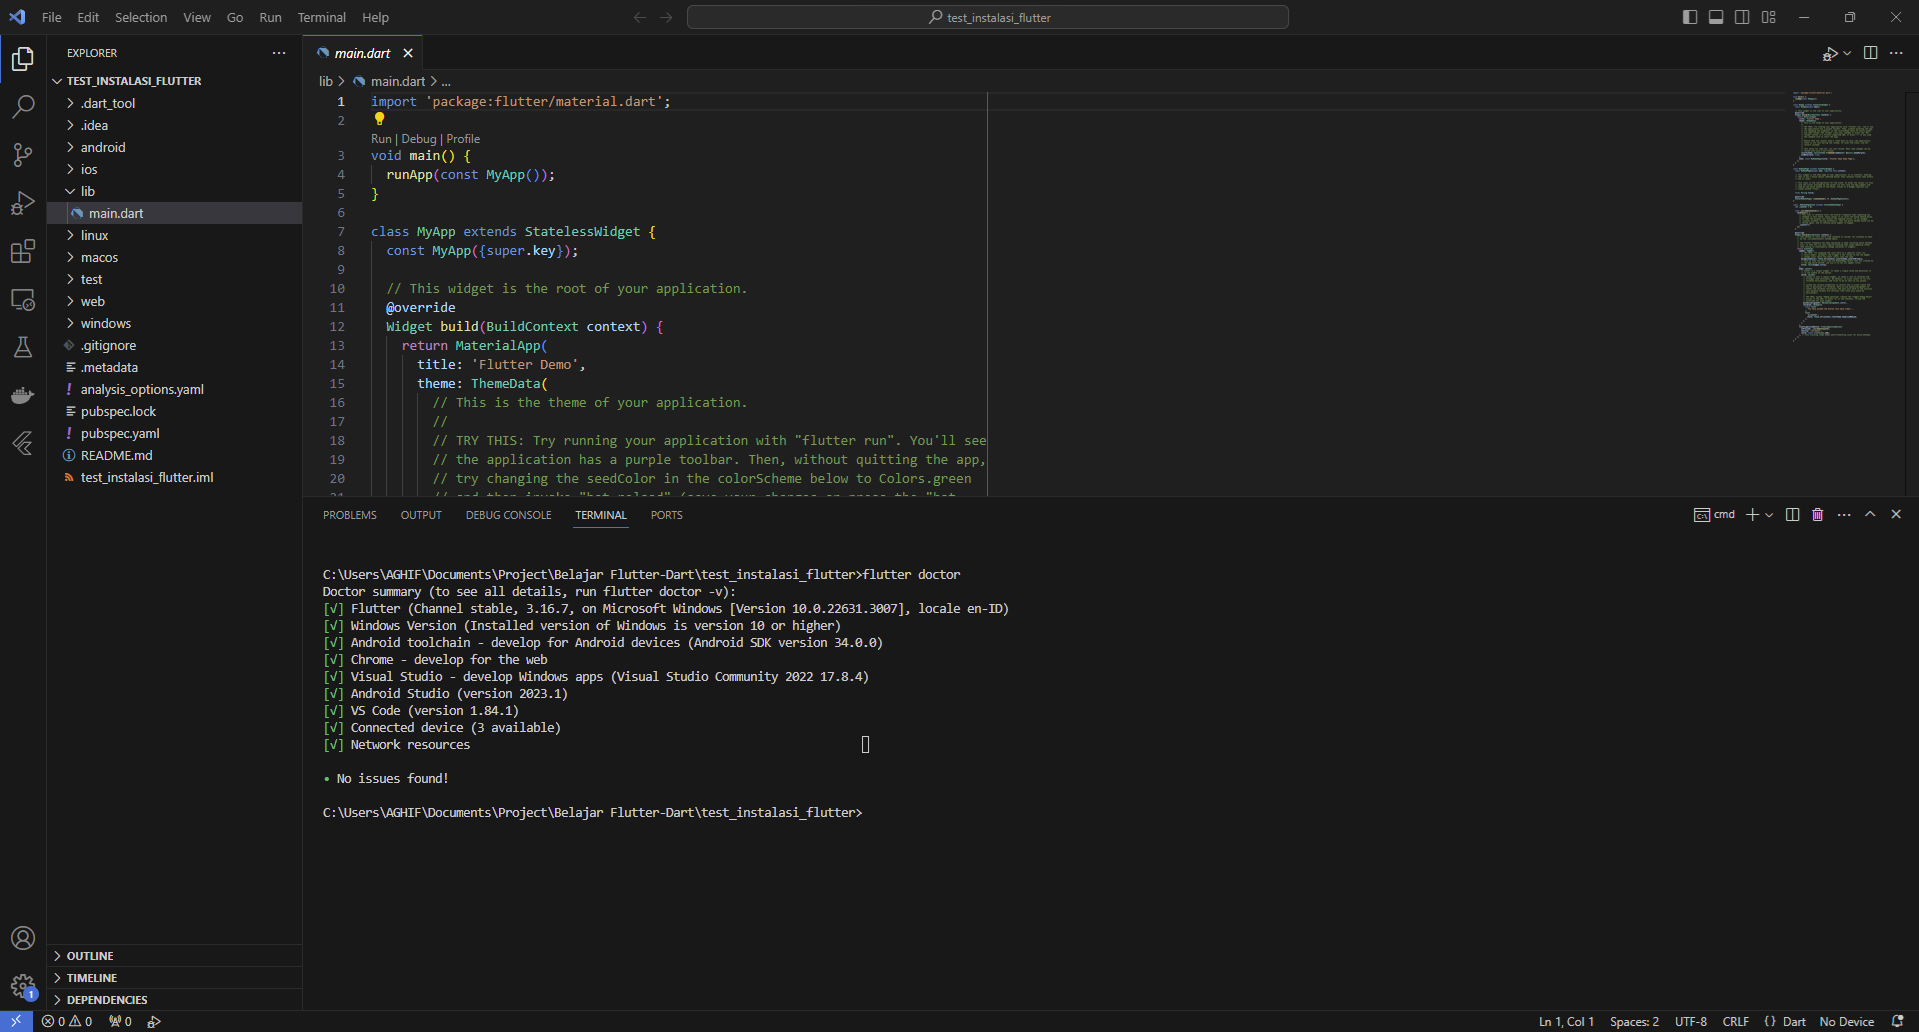 File Edit Selection View Go Run Terminal Help
test_instalasi_flutter
EXPLORER
TEST_INSTALASI_FLUTTER
.dart_tool
.idea
android
ios
lib
main.dart
linux
macos
test
web
windows
.gitignore
.metadata
analysis_options.yaml
pubspec.lock
pubspec.yaml
README.md
test_instalasi_flutter.iml
OUTLINE
TIMELINE
DEPENDENCIES
main.dart
lib > main.dart > ...
1 import 'package:flutter/material.dart';
2
Run | Debug | Profile
3 void main() {
4 runApp(const MyApp());
5 }
6
7 class MyApp extends StatelessWidget {
8 const MyApp({super.key});
9
10 // This widget is the root of your application.
11 @override
12 Widget build(BuildContext context) {
13 return MaterialApp(
14 title: 'Flutter Demo',
15 theme: ThemeData(
16 // This is the theme of your application.
17 //
18 // TRY THIS: Try running your application with "flutter run". You'll see
19 // the application has a purple toolbar. Then, without quitting the app,
20 // try changing the seedColor in the colorScheme below to Colors.green
PROBLEMS OUTPUT DEBUG CONSOLE TERMINAL PORTS
cmd
C:\Users\AGHIF\Documents\Project\Belajar Flutter-Dart\test_instalasi_flutter>flutter doctor
Doctor summary (to see all details, run flutter doctor -v):
[√] Flutter (Channel stable, 3.16.7, on Microsoft Windows [Version 10.0.22631.3007], locale en-ID)
[√] Windows Version (Installed version of Windows is version 10 or higher)
[√] Android toolchain - develop for Android devices (Android SDK version 34.0.0)
[√] Chrome - develop for the web
[√] Visual Studio - develop Windows apps (Visual Studio Community 2022 17.8.4)
[√] Android Studio (version 2023.1)
[√] VS Code (version 1.84.1)
[√] Connected device (3 available)
[√] Network resources
• No issues found!
C:\Users\AGHIF\Documents\Project\Belajar Flutter-Dart\test_instalasi_flutter>
1
0 0 0
Ln 1, Col 1 Spaces: 2 UTF-8 CRLF {} Dart No Device